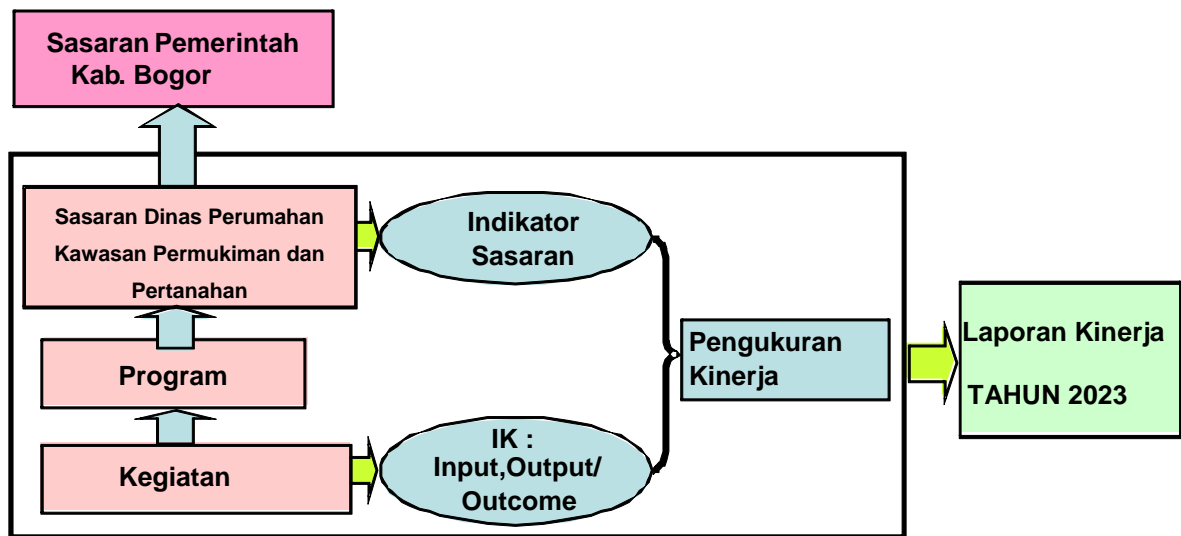 Sasaran Pemerintah
Kab. Bogor
Sasaran Dinas Perumahan
Kawasan Permukiman dan
Pertanahan
Indikator
Sasaran
Program
Pengukuran
Kinerja
Laporan Kinerja
TAHUN 2023
Kegiatan
IK :
Input,Output/
Outcome